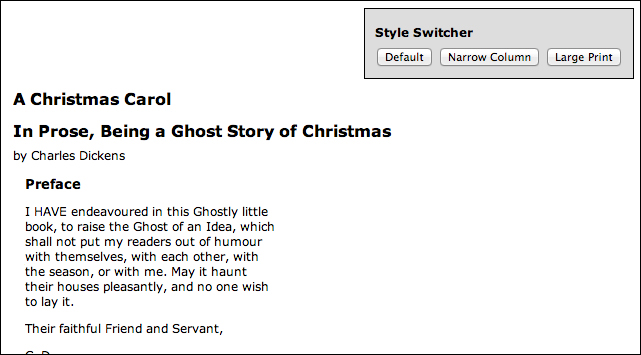 Style Switcher
Default Narrow Column Large Print
A Christmas Carol
In Prose, Being a Ghost Story of Christmas
by Charles Dickens
Preface
I HAVE endeavoured in this Ghostly little
book, to raise the Ghost of an Idea, which
shall not put my readers out of humour
with themselves, with each other, with
the season, or with me. May it haunt
their houses pleasantly, and no one wish
to lay it.
Their faithful Friend and Servant,